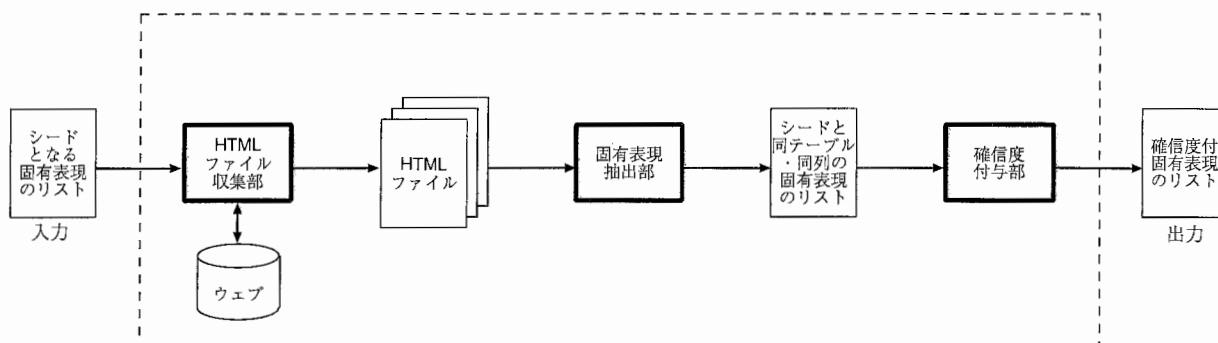 シード
となる
固有表現
のリスト
入力
HTML
ファイル
収集部
ウェブ
HTML
ファイル
固有表現
抽出部
シードと
同テーブル
・同列の
固有表現
のリスト
確信度
付与部
確信度付
固有表現
のリスト
出力